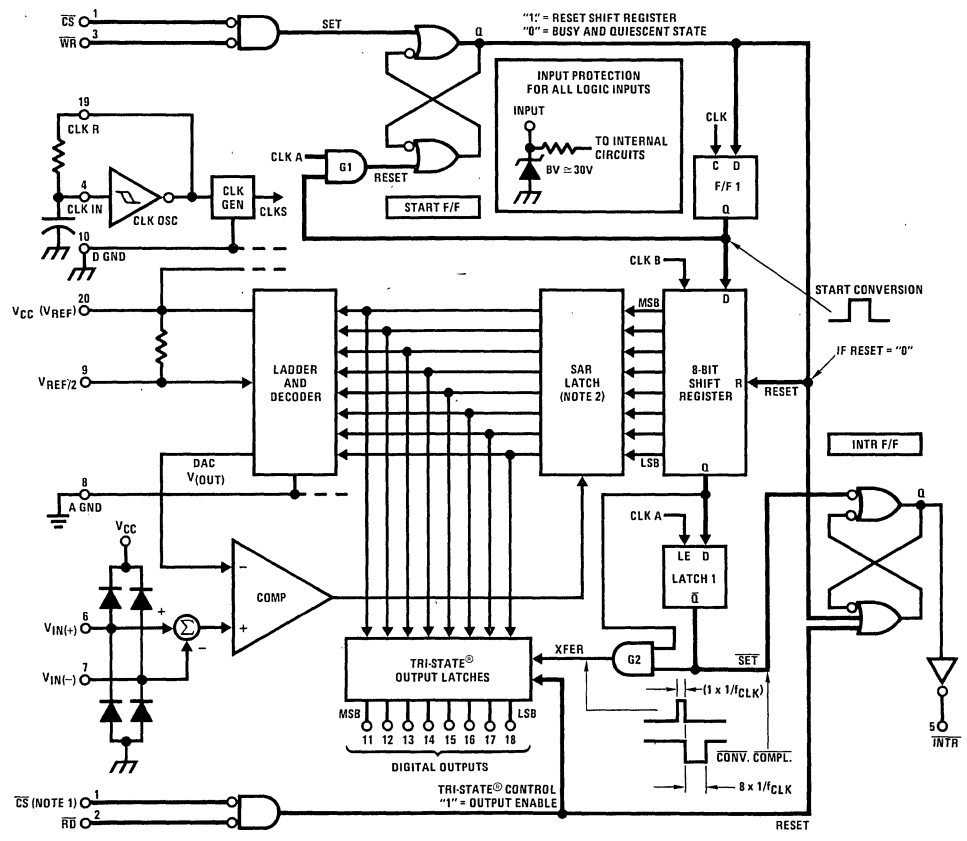 CS 1
WR 3
SET
Q
"1" = RESET SHIFT REGISTER
"0" = BUSY AND QUIESCENT STATE
INPUT PROTECTION
FOR ALL LOGIC INPUTS
INPUT
TO INTERNAL
CIRCUITS
BV ≃ 30V
CLK
C D
F/F 1
Q
19
CLK R
4
CLK IN
CLK OSC
CLK
GEN
CLKS
10
D GND
CLK A
G1
RESET
START F/F
CLK B
START CONVERSION
20
VCC (VREF)
9
VREF/2
LADDER
AND
DECODER
SAR
LATCH
(NOTE 2)
MSB
LSB
D
8-BIT
SHIFT
REGISTER
R
Q
RESET
IF RESET = "0"
INTR F/F
DAC
V(OUT)
8
A GND
VCC
6
VIN(+)
7
VIN(−)
+
Σ
−
−
+
COMP
CLK A
LE D
LATCH 1
Q̅
Q
XFER
G2
SET
(1 x 1/fCLK)
TRI-STATE®
OUTPUT LATCHES
MSB
LSB
11 12 13 14 15 16 17 18
DIGITAL OUTPUTS
CONV. COMPL.
8 x 1/fCLK
5
INTR
TRI-STATE® CONTROL
"1" = OUTPUT ENABLE
CS (NOTE 1) 1
RD 2
RESET